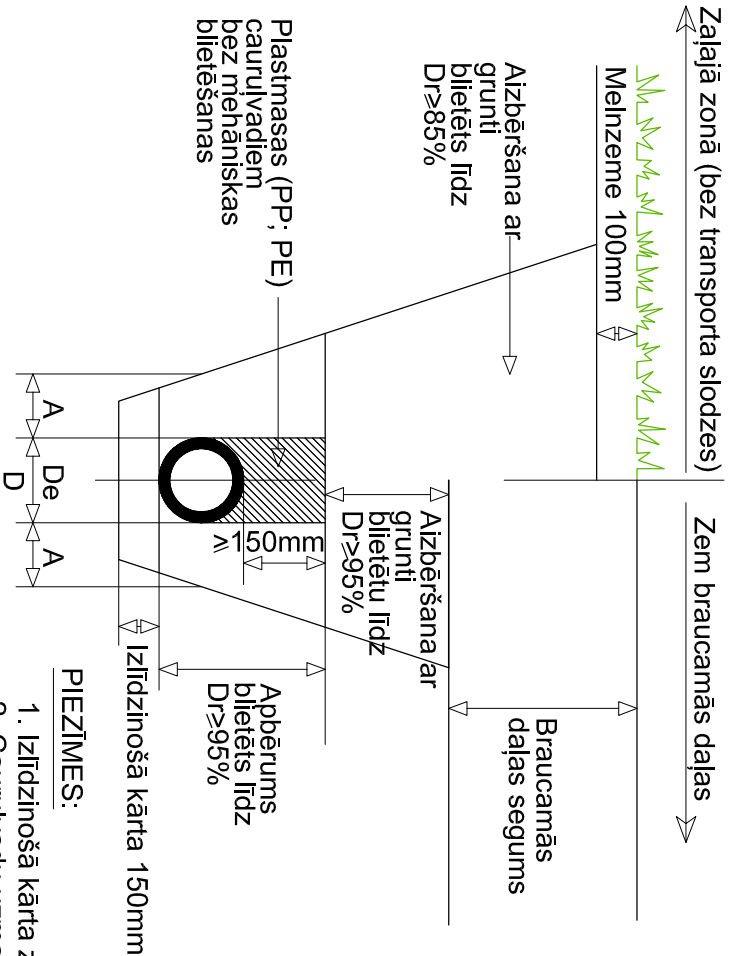 Zaļajā zonā (bez transporta slodzes)
Zem braucamās daļas
Melnzeme 100mm
Aizbēršana ar
grunti
blietēts līdz
Dr≥85%
Braucamās
daļas segums
Aizbēršana ar
grunti
blietētu līdz
Dr≥95%
Plastmasas (PP; PE)
cauruļvadiem
bez mehāniskas
blietēšanas
≥150mm
Apbērums
blietēts līdz
Dr≥95%
Izlīdzinošā kārta 150mm
A
De
A
D
PIEZĪMES:
1. Izlīdzinošā kārta